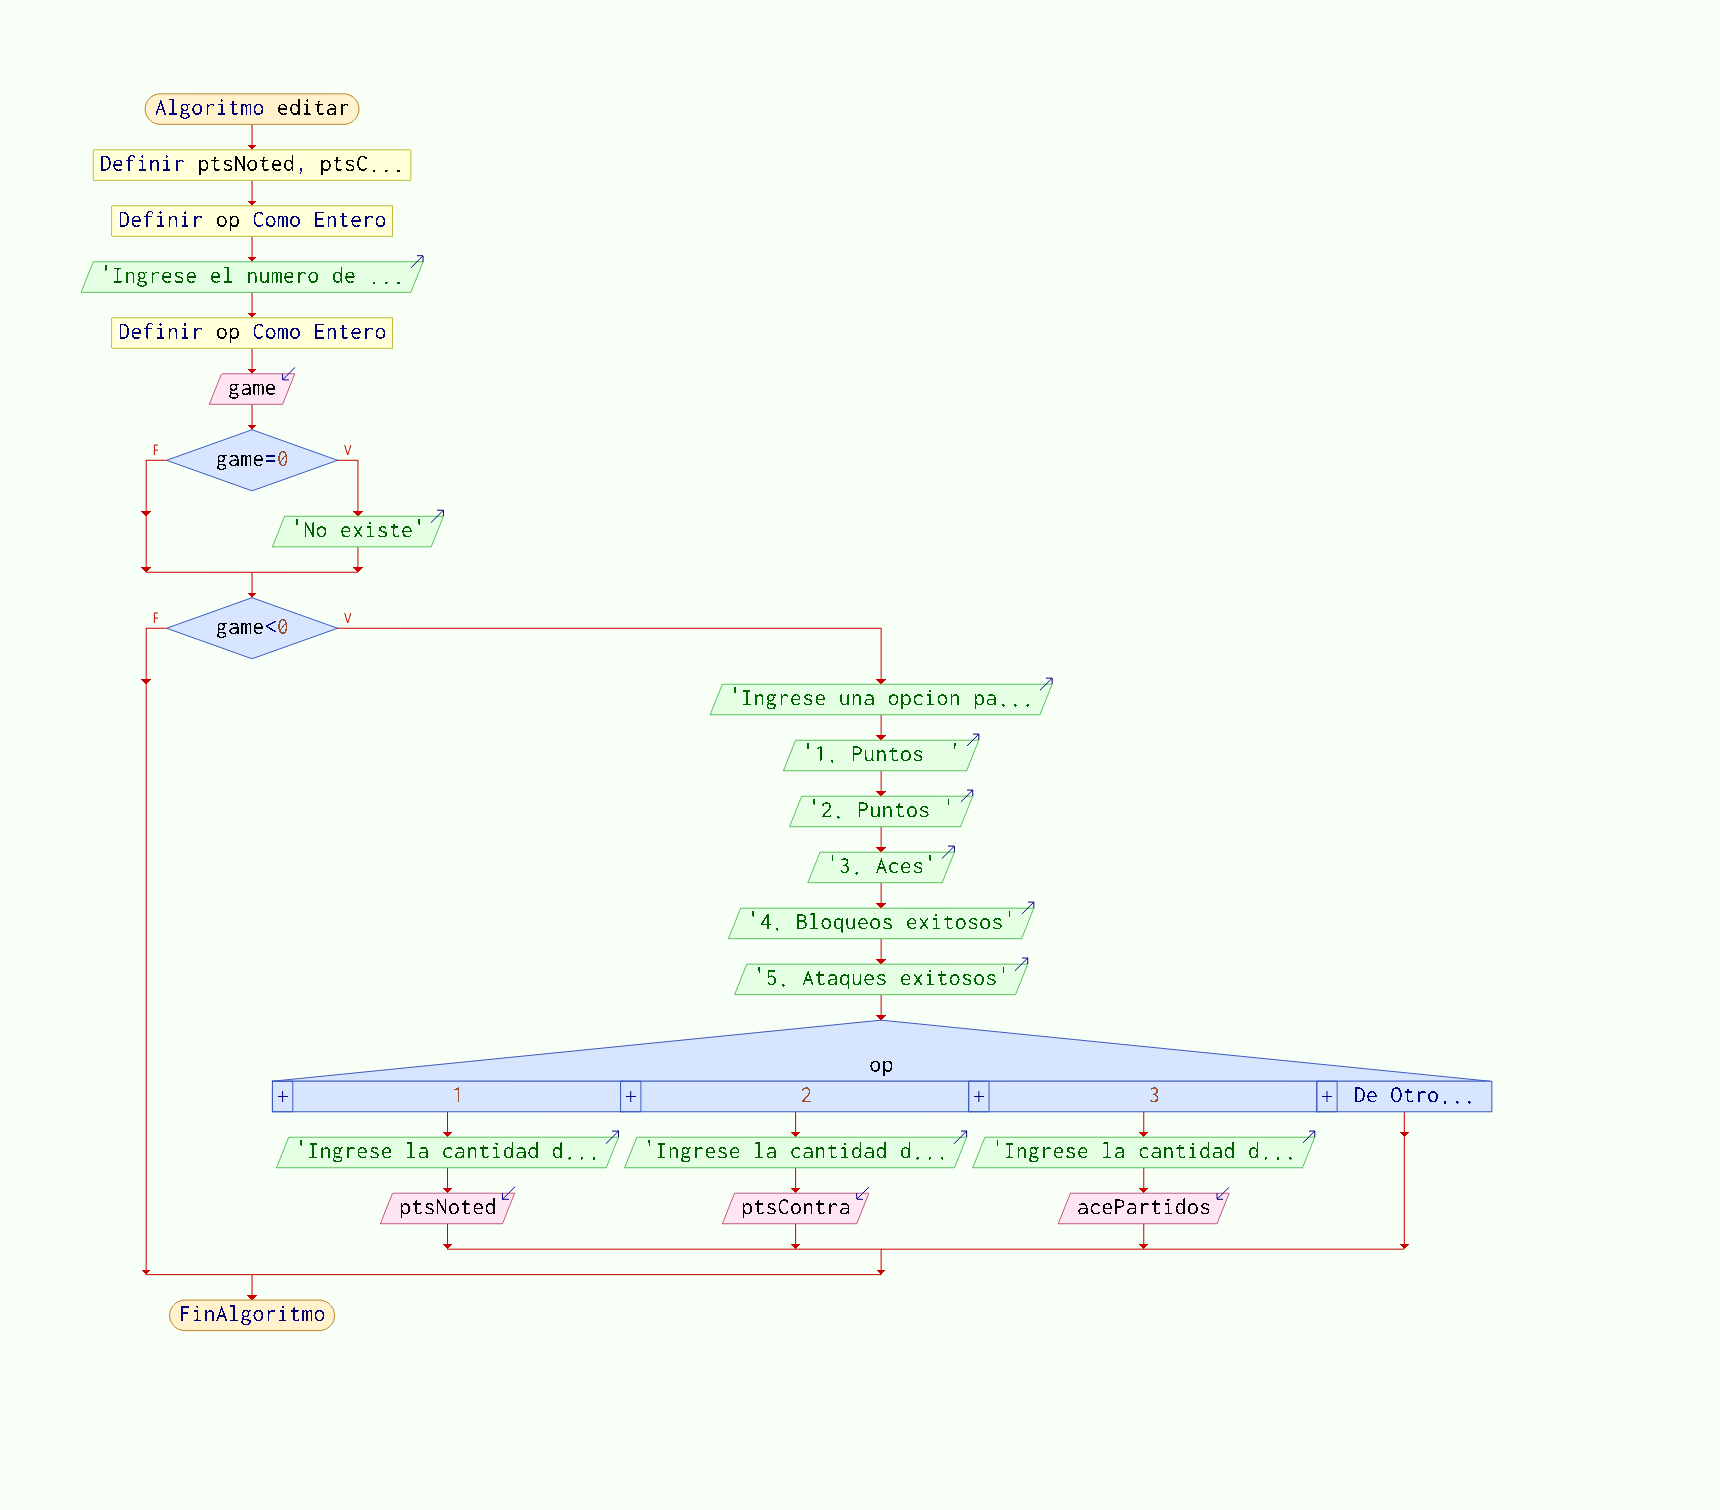 Algoritmo editar
Definir ptsNoted, ptsC...
Definir op Como Entero
'Ingrese el numero de ...
Definir op Como Entero
game
game=0
F
V
'No existe'
game<0
F
V
'Ingrese una opcion pa...
'1. Puntos  '
'2. Puntos '
'3. Aces'
'4. Bloqueos exitosos'
'5. Ataques exitosos'
op
+ 1 + 2 + 3 + De Otro...
'Ingrese la cantidad d... 'Ingrese la cantidad d... 'Ingrese la cantidad d...
ptsNoted ptsContra acePartidos
FinAlgoritmo